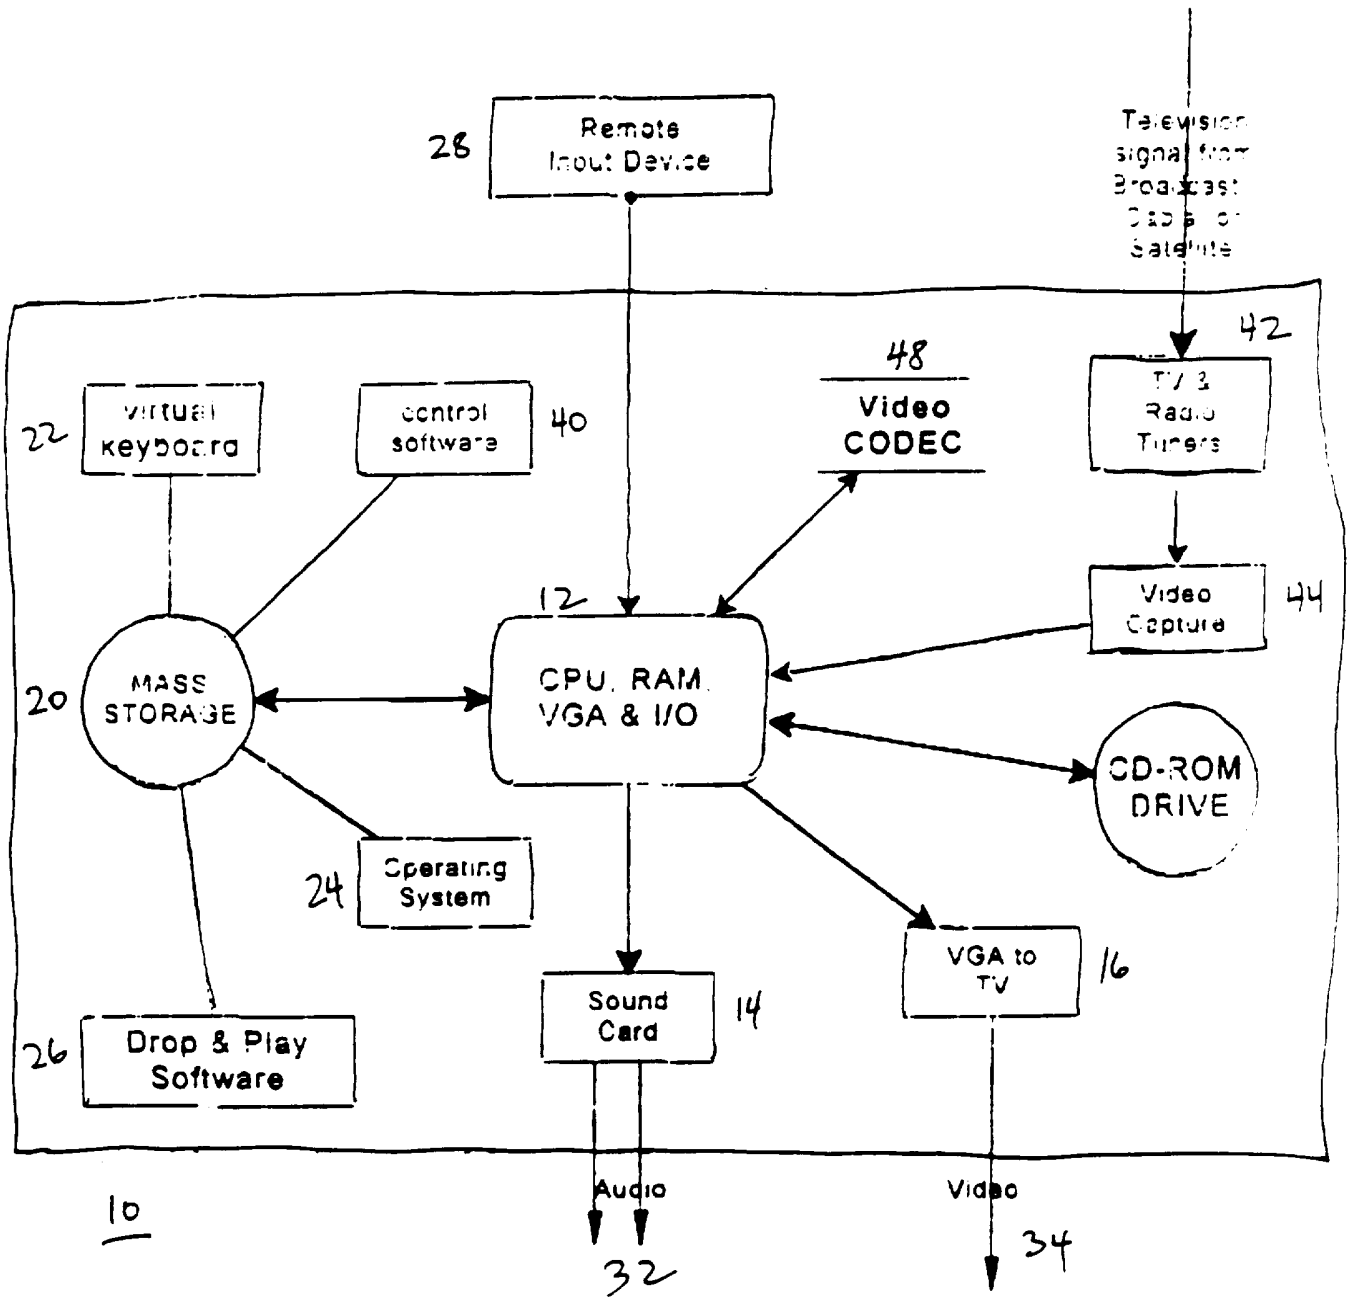 28
Remote
Input Device
Television
signal from
Broadcast
Cable or
Satellite
42
TV &
Radio
Tuners
48
Video
CODEC
22
virtual
keyboard
control
software
40
Video
Capture
44
12
CPU, RAM,
VGA & I/O
20
MASS
STORAGE
CD-ROM
DRIVE
24
Operating
System
VGA to
TV
16
Sound
Card
14
26
Drop & Play
Software
Audio
Video
10
32
34